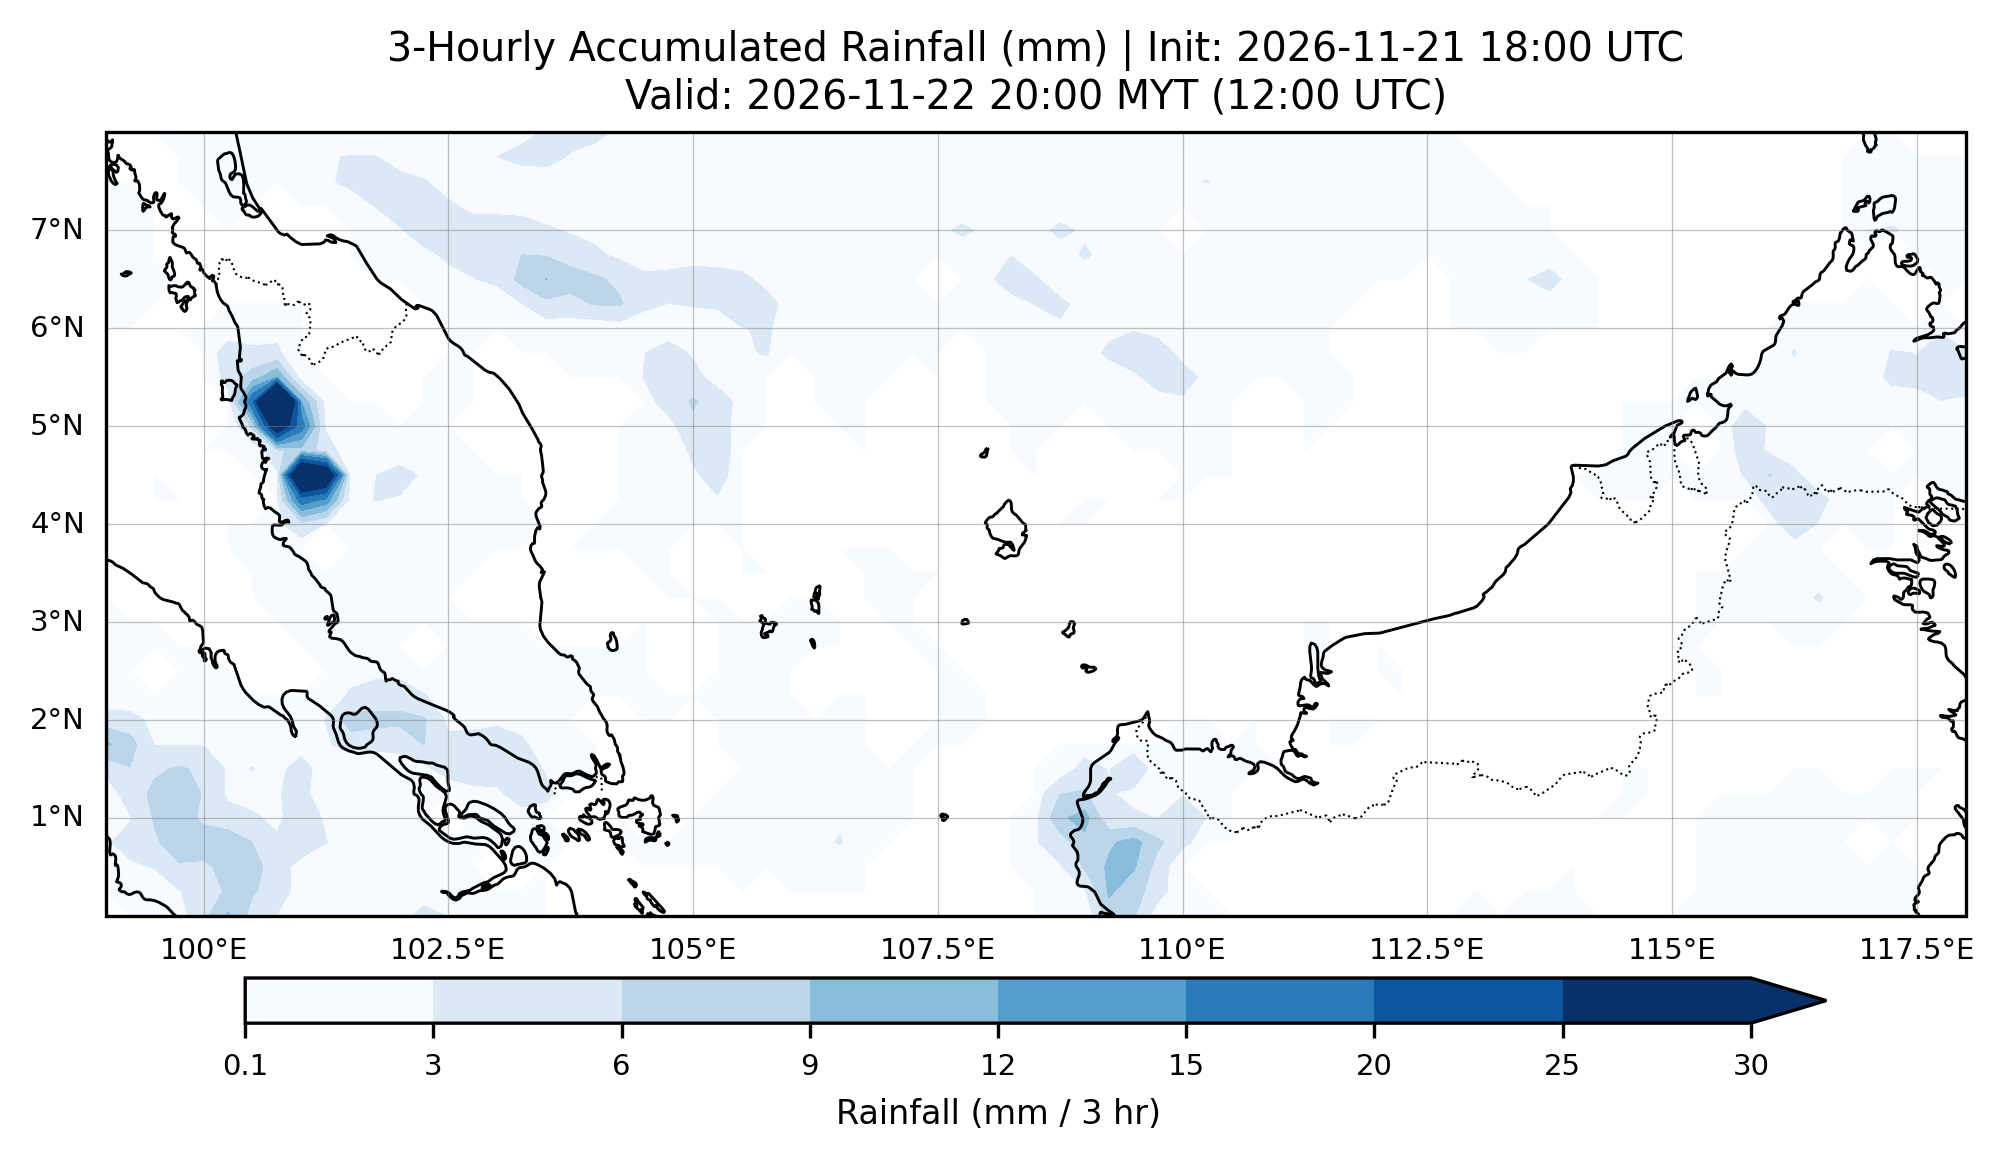 3-Hourly Accumulated Rainfall (mm) | Init: 2026-11-21 18:00 UTC
Valid: 2026-11-22 20:00 MYT (12:00 UTC)
7°N
6°N
5°N
4°N
3°N
2°N
1°N
100°E 102.5°E 105°E 107.5°E 110°E 112.5°E 115°E 117.5°E
0.1 3 6 9 12 15 20 25 30
Rainfall (mm / 3 hr)